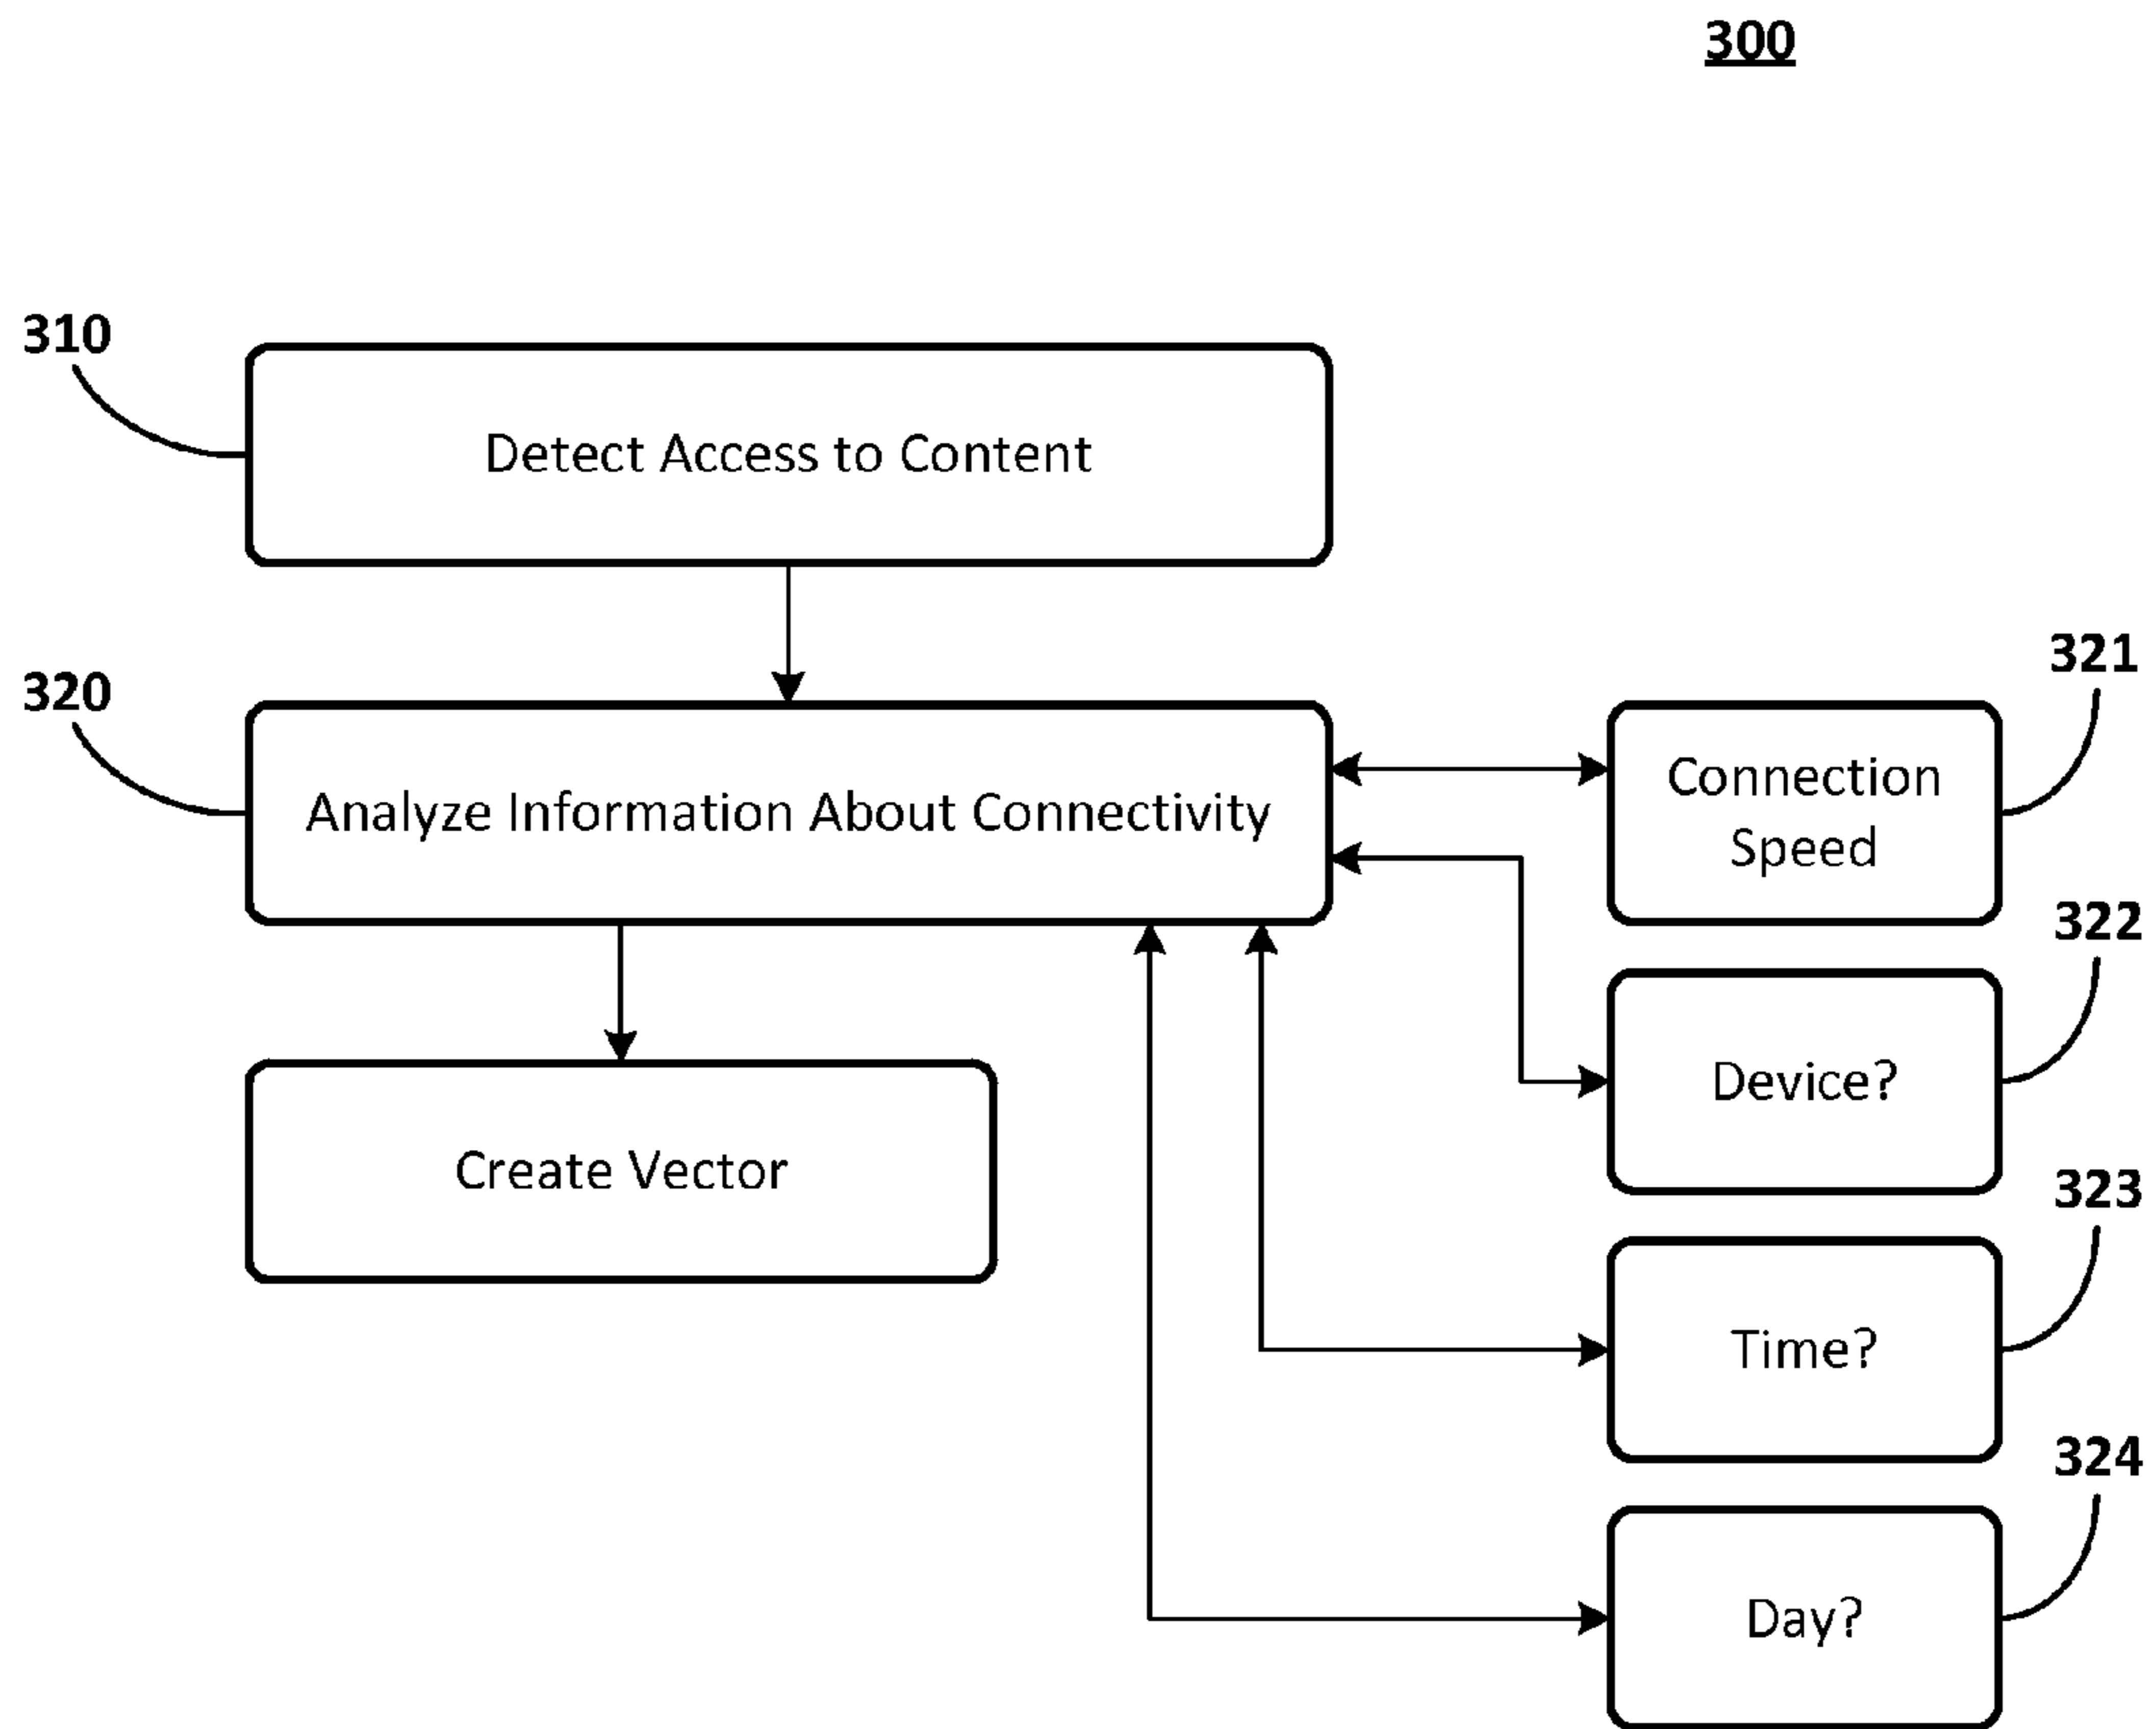 300
310
Detect Access to Content
320
Analyze Information About Connectivity
321
Connection
Speed
322
Device?
Create Vector
323
Time?
324
Day?